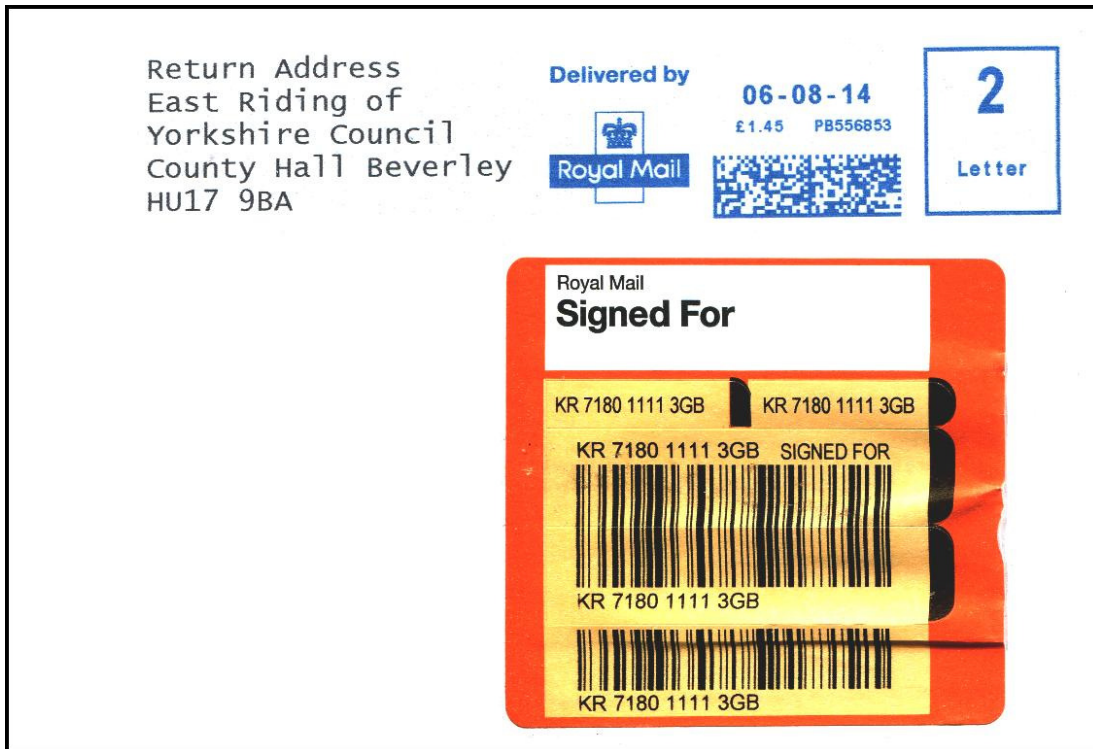 Return Address
East Riding of
Yorkshire Council
County Hall Beverley
HU17 9BA
Delivered by
Royal Mail
06-08-14
£1.45 PB556853
2
Letter
Royal Mail
Signed For
KR 7180 1111 3GB KR 7180 1111 3GB
KR 7180 1111 3GB SIGNED FOR
KR 7180 1111 3GB
KR 7180 1111 3GB